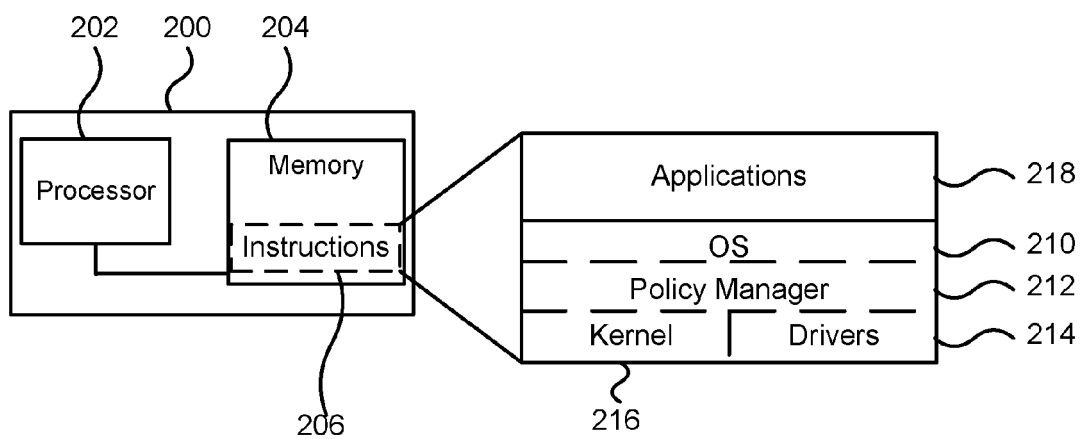 202 200 204
Memory
Processor
Instructions
206
Applications 218
OS 210
Policy Manager 212
Kernel Drivers 214
216